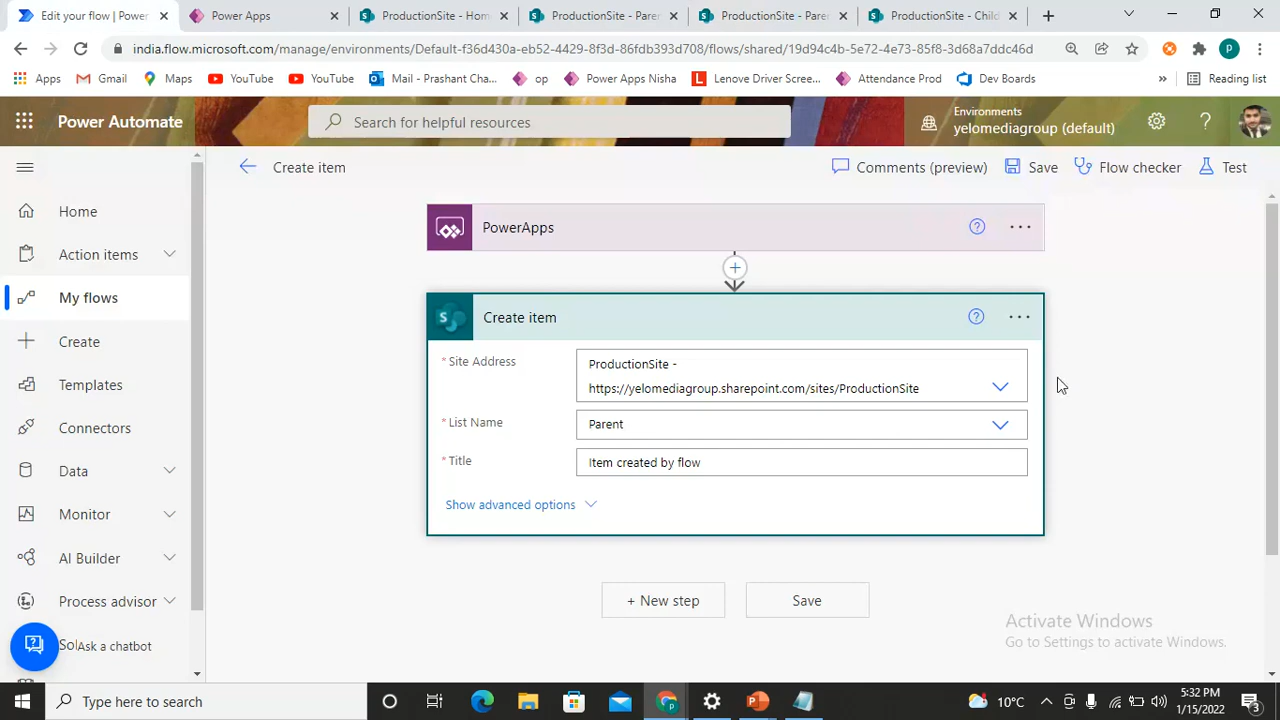 Edit your flow | Power
Power Apps
ProductionSite - Hom
ProductionSite - Parer
ProductionSite - Parer
ProductionSite - Child
india.flow.microsoft.com/manage/environments/Default-f36d430a-eb52-4429-8f3d-86fdb393d708/flows/shared/19d94c4b-5e72-4e73-85f8-3d68a7ddc46d
P
Apps
Gmail
Maps
YouTube
YouTube
Mail - Prashant Cha...
op
Power Apps Nisha
Lenove Driver Scree...
Attendance Prod
Dev Boards
»
Reading list
Power Automate
Search for helpful resources
Environments
yelomediagroup (default)
Create item
Comments (preview)
Save
Flow checker
Test
Home
Action items
My flows
Create
Templates
Connectors
Data
Monitor
AI Builder
Process advisor
Sol
Ask a chatbot
PowerApps
Create item
* Site Address
ProductionSite -
https://yelomediagroup.sharepoint.com/sites/ProductionSite
* List Name
Parent
* Title
Item created by flow
Show advanced options
+ New step
Save
Activate Windows
Go to Settings to activate Windows.
Type here to search
10°C
5:32 PM
1/15/2022
3